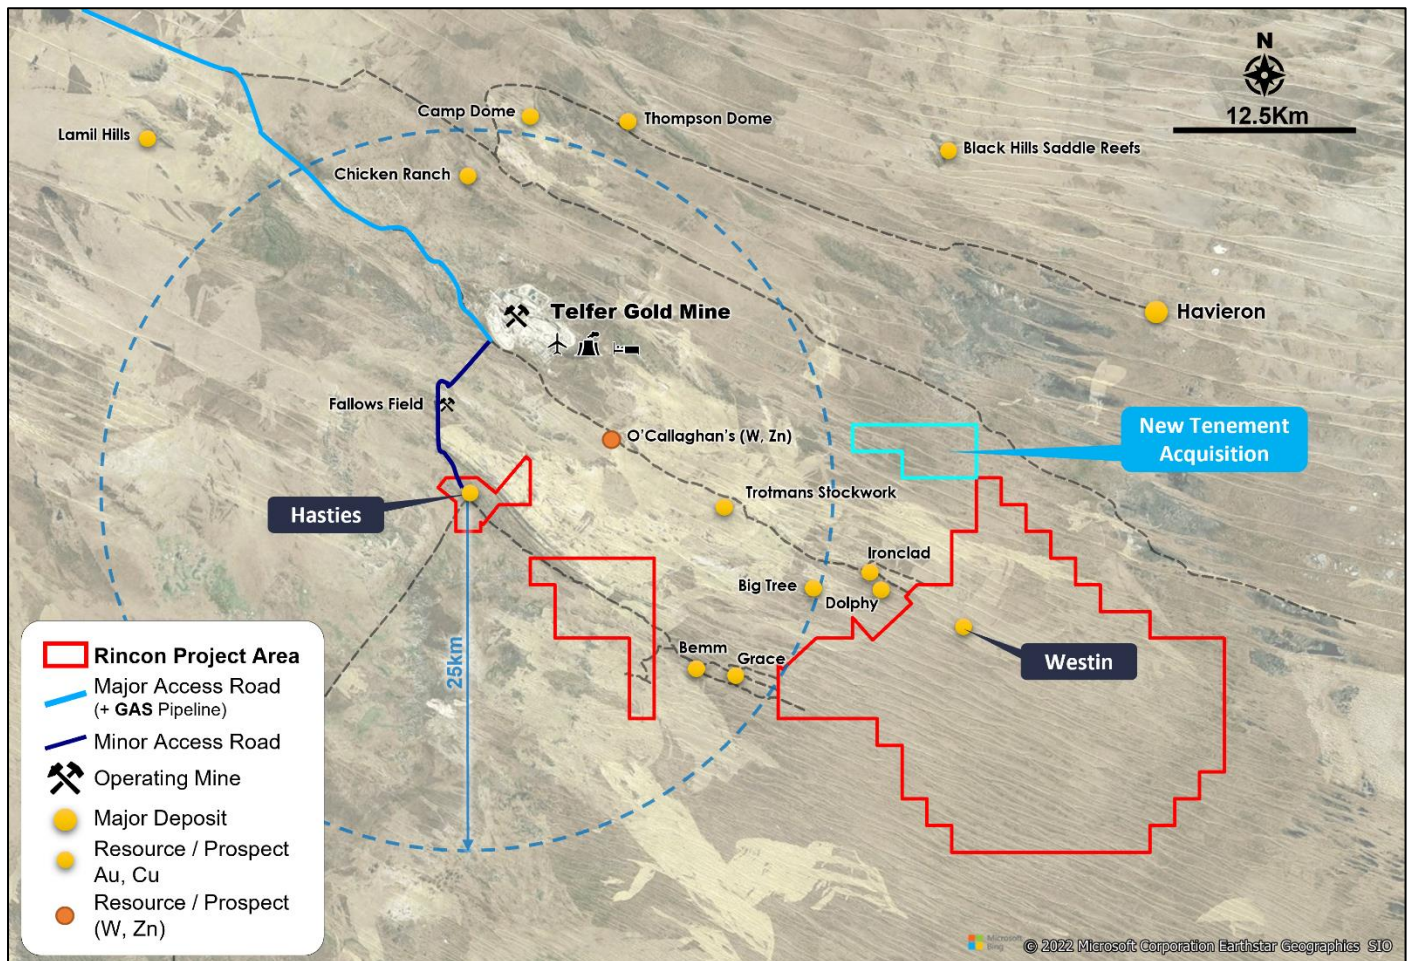 N
12.5Km
Camp Dome
Thompson Dome
Lamil Hills
Black Hills Saddle Reefs
Chicken Ranch
Telfer Gold Mine
Havieron
Fallows Field
O'Callaghan's (W, Zn)
New Tenement
Acquisition
Trotmans Stockwork
Hasties
Ironclad
Big Tree
Dolphy
Bemm
Grace
Westin
25km
Rincon Project Area
Major Access Road
(+ GAS Pipeline)
Minor Access Road
Operating Mine
Major Deposit
Resource / Prospect
Au, Cu
Resource / Prospect
(W, Zn)
Microsoft
Bing
© 2022 Microsoft Corporation Earthstar Geographics SIO